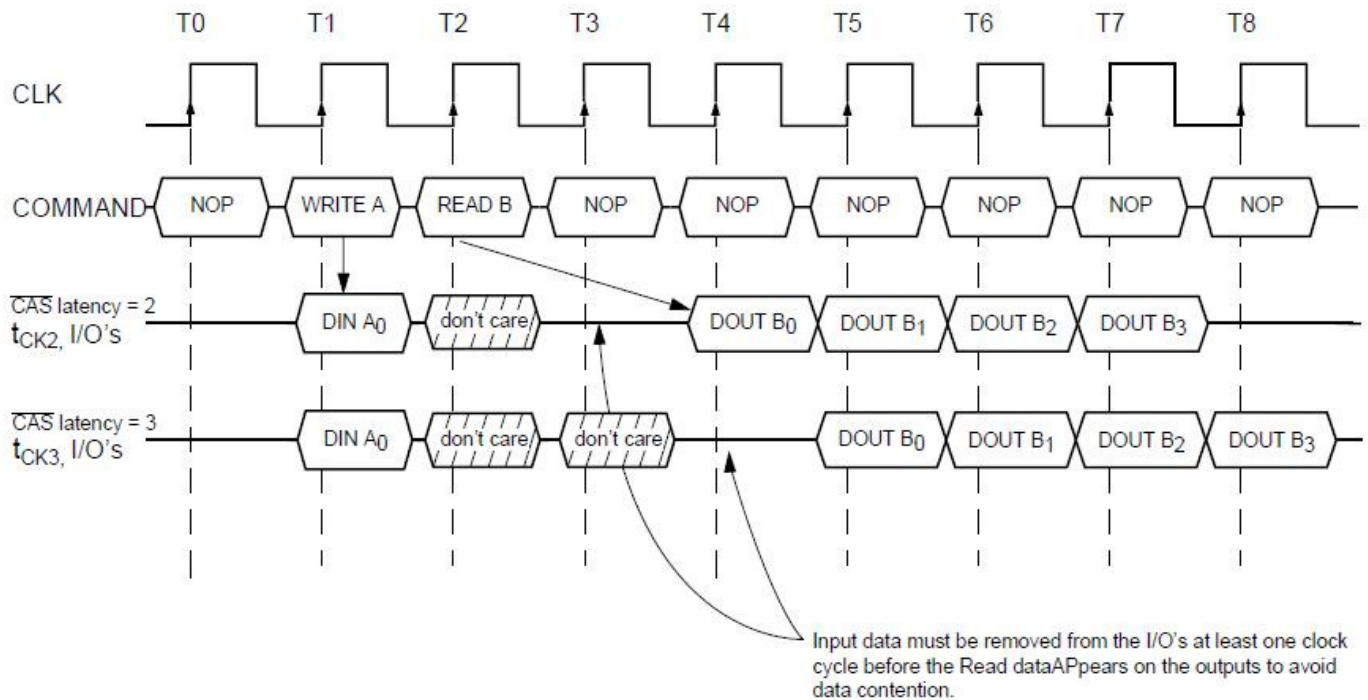 T0 T1 T2 T3 T4 T5 T6 T7 T8
CLK
COMMAND NOP WRITE A READ B NOP NOP NOP NOP NOP NOP
CAS latency = 2
tCK2, I/O's DIN A0 don't care DOUT B0 DOUT B1 DOUT B2 DOUT B3
CAS latency = 3
tCK3, I/O's DIN A0 don't care don't care DOUT B0 DOUT B1 DOUT B2 DOUT B3
Input data must be removed from the I/O's at least one clock
cycle before the Read dataAPpears on the outputs to avoid
data contention.